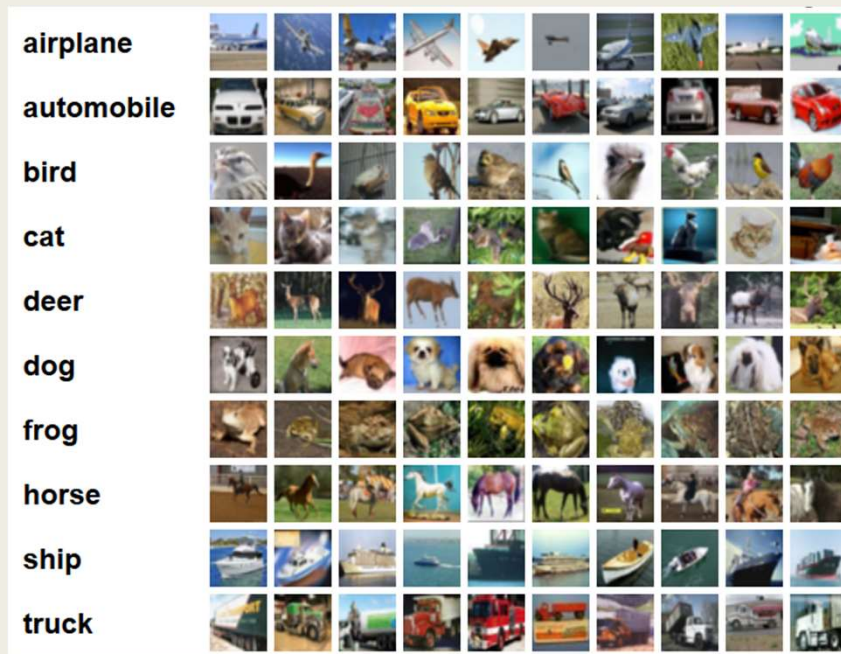 airplane
automobile
bird
cat
deer
dog
frog
horse
ship
truck